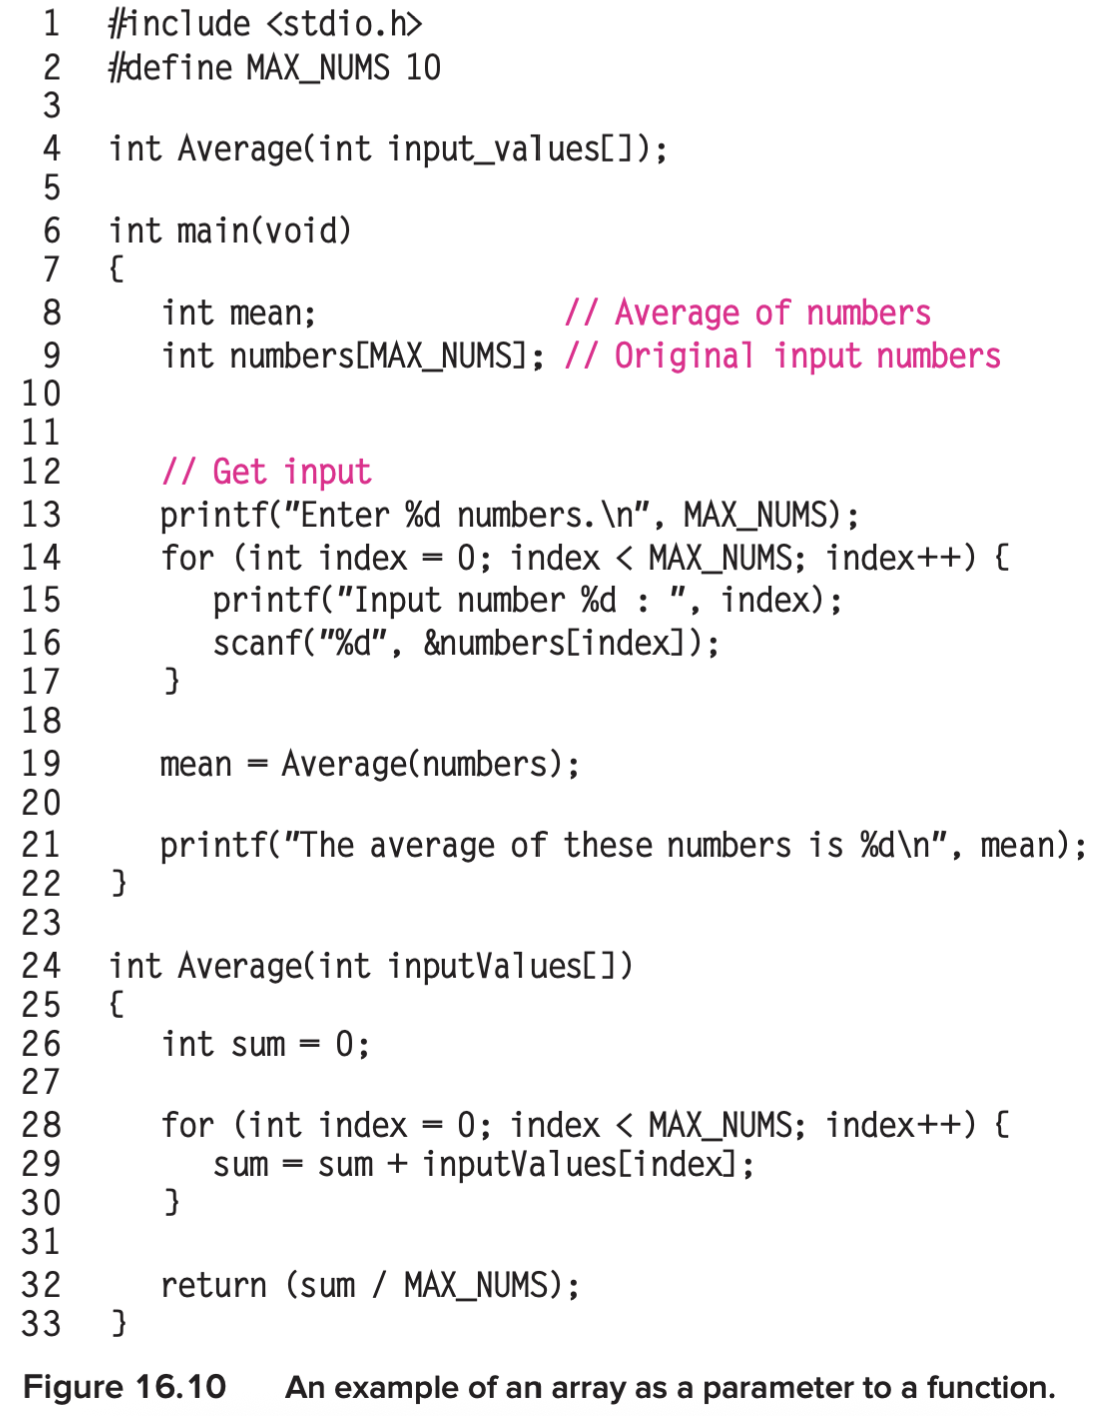 1 #include <stdio.h>
2 #define MAX_NUMS 10
3
4 int Average(int input_values[]);
5
6 int main(void)
7 {
8    int mean;              // Average of numbers
9    int numbers[MAX_NUMS]; // Original input numbers
10
11
12    // Get input
13    printf("Enter %d numbers.\n", MAX_NUMS);
14    for (int index = 0; index < MAX_NUMS; index++) {
15       printf("Input number %d : ", index);
16       scanf("%d", &numbers[index]);
17    }
18
19    mean = Average(numbers);
20
21    printf("The average of these numbers is %d\n", mean);
22 }
23
24 int Average(int inputValues[])
25 {
26    int sum = 0;
27
28    for (int index = 0; index < MAX_NUMS; index++) {
29       sum = sum + inputValues[index];
30    }
31
32    return (sum / MAX_NUMS);
33 }
Figure 16.10 An example of an array as a parameter to a function.